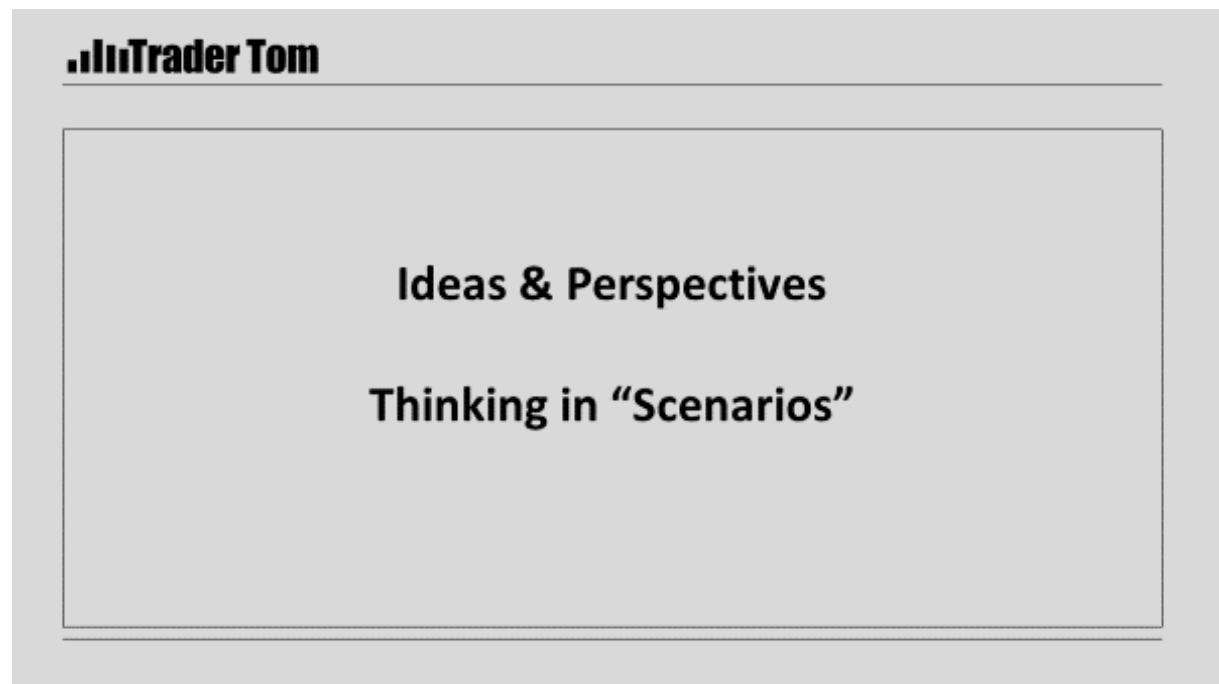 Trader Tom
Ideas & Perspectives
Thinking in “Scenarios”